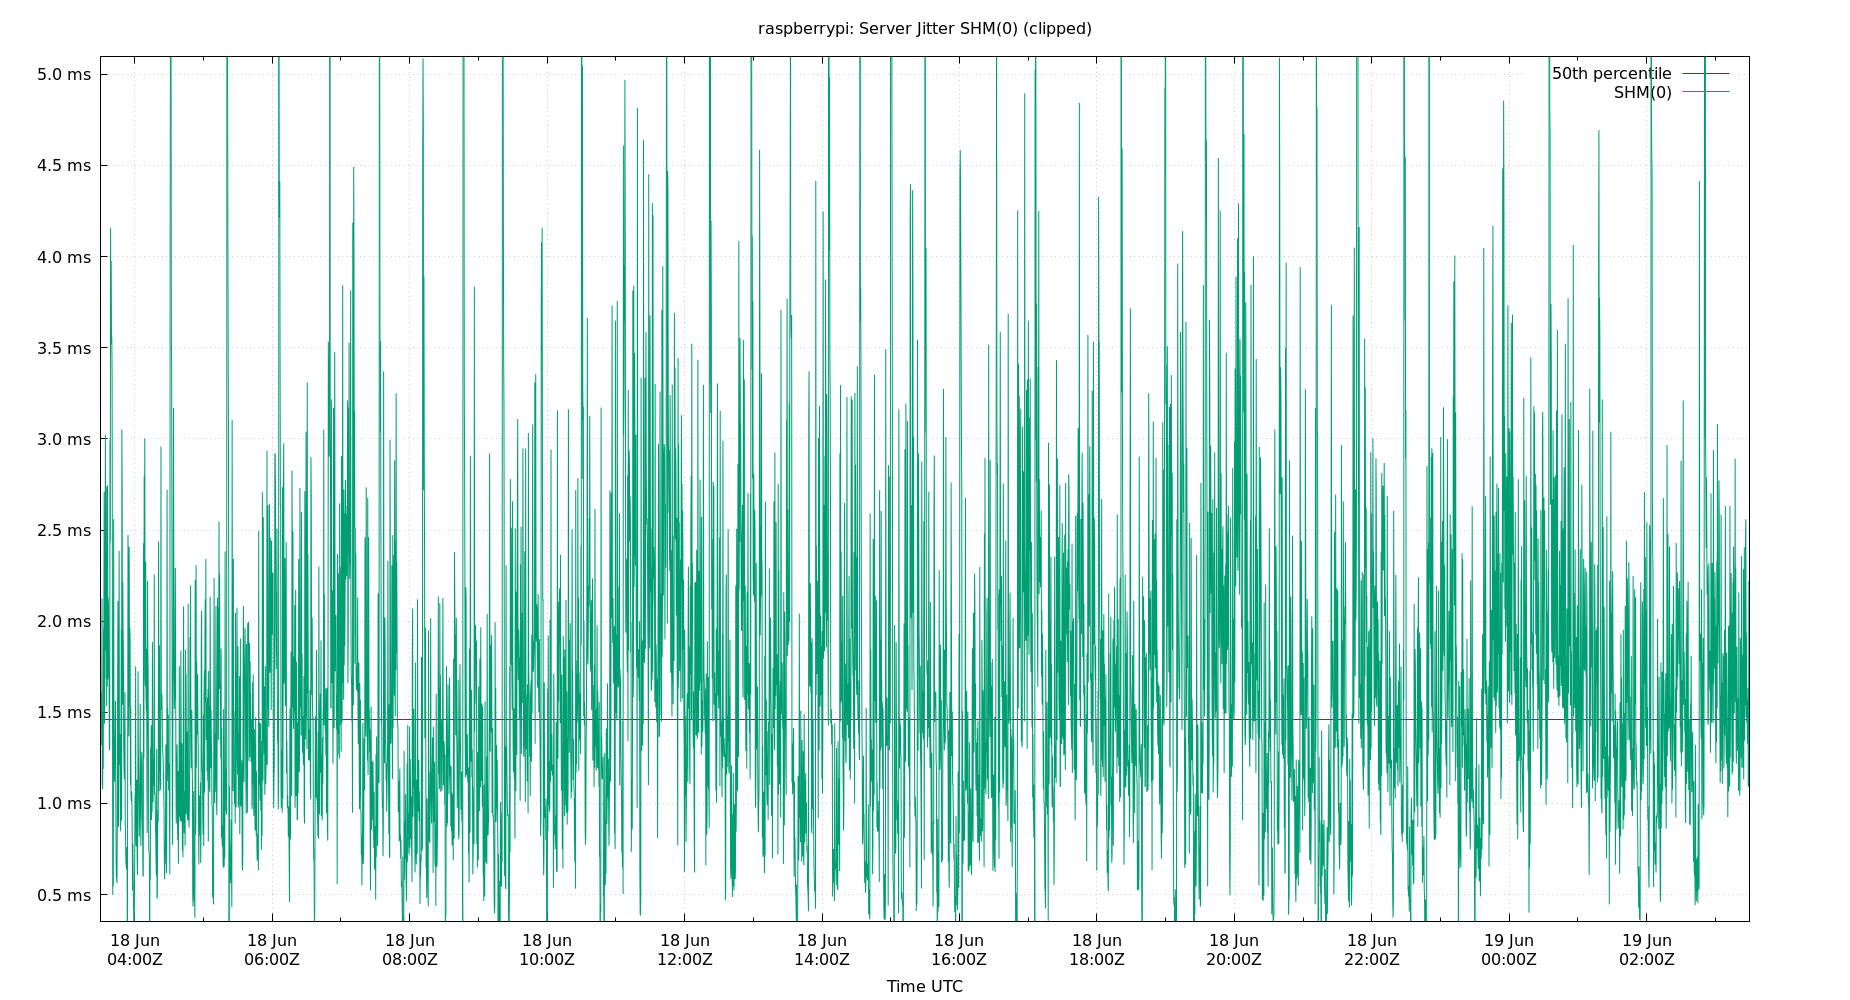 raspberrypi: Server Jitter SHM(0) (clipped)
50th percentile
SHM(0)
5.0 ms
4.5 ms
4.0 ms
3.5 ms
3.0 ms
2.5 ms
2.0 ms
1.5 ms
1.0 ms
0.5 ms
18 Jun 18 Jun 18 Jun 18 Jun 18 Jun 18 Jun 18 Jun 18 Jun 18 Jun 18 Jun 19 Jun 19 Jun
04:00Z 06:00Z 08:00Z 10:00Z 12:00Z 14:00Z 16:00Z 18:00Z 20:00Z 22:00Z 00:00Z 02:00Z
Time UTC